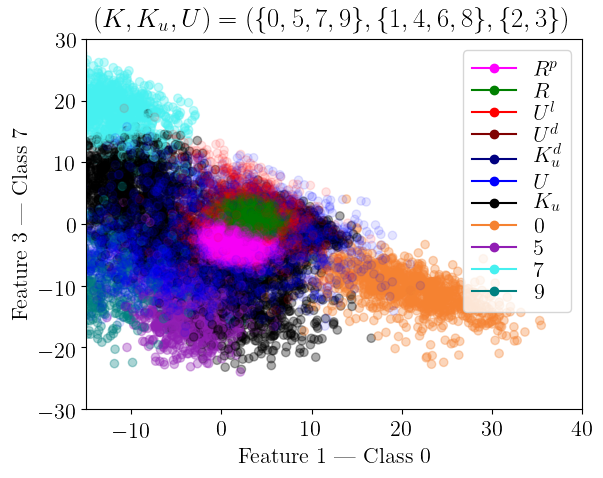 (K, K_u, U) = ({0, 5, 7, 9}, {1, 4, 6, 8}, {2, 3})
30
20
10
0
−10
−20
−30
Feature 3 — Class 7
R^p
R
U^l
U^d
K_u^d
U
K_u
0
5
7
9
−10
0
10
20
30
40
Feature 1 — Class 0